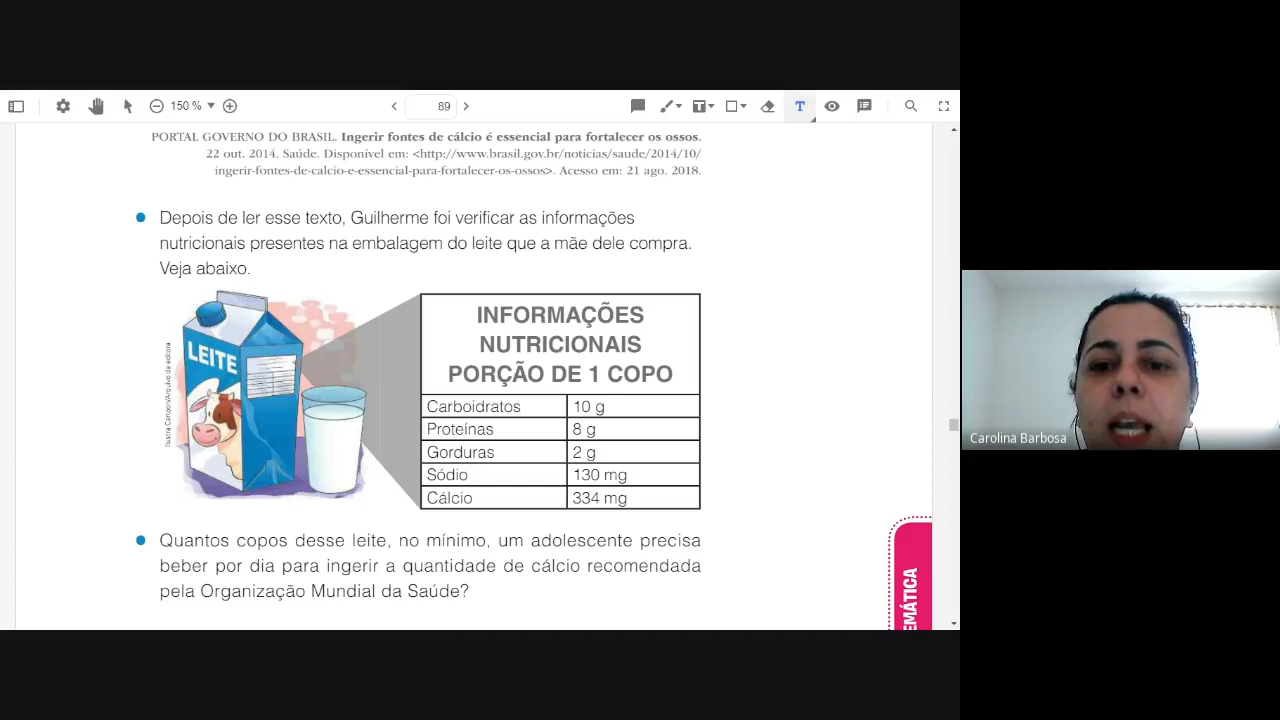 150 %
89
PORTAL GOVERNO DO BRASIL. Ingerir fontes de cálcio é essencial para fortalecer os ossos.
22 out. 2014. Saúde. Disponível em: <http://www.brasil.gov.br/noticias/saude/2014/10/
ingerir-fontes-de-calcio-e-essencial-para-fortalecer-os-ossos>. Acesso em: 21 ago. 2018.
Depois de ler esse texto, Guilherme foi verificar as informações
nutricionais presentes na embalagem do leite que a mãe dele compra.
Veja abaixo.
Ilustra Cartoon/Arquivo da editora
LEITE
INFORMAÇÕES
NUTRICIONAIS
PORÇÃO DE 1 COPO
Carboidratos 10 g
Proteínas 8 g
Gorduras 2 g
Sódio 130 mg
Cálcio 334 mg
Quantos copos desse leite, no mínimo, um adolescente precisa
beber por dia para ingerir a quantidade de cálcio recomendada
pela Organização Mundial da Saúde?
EMÁTICA
Carolina Barbosa